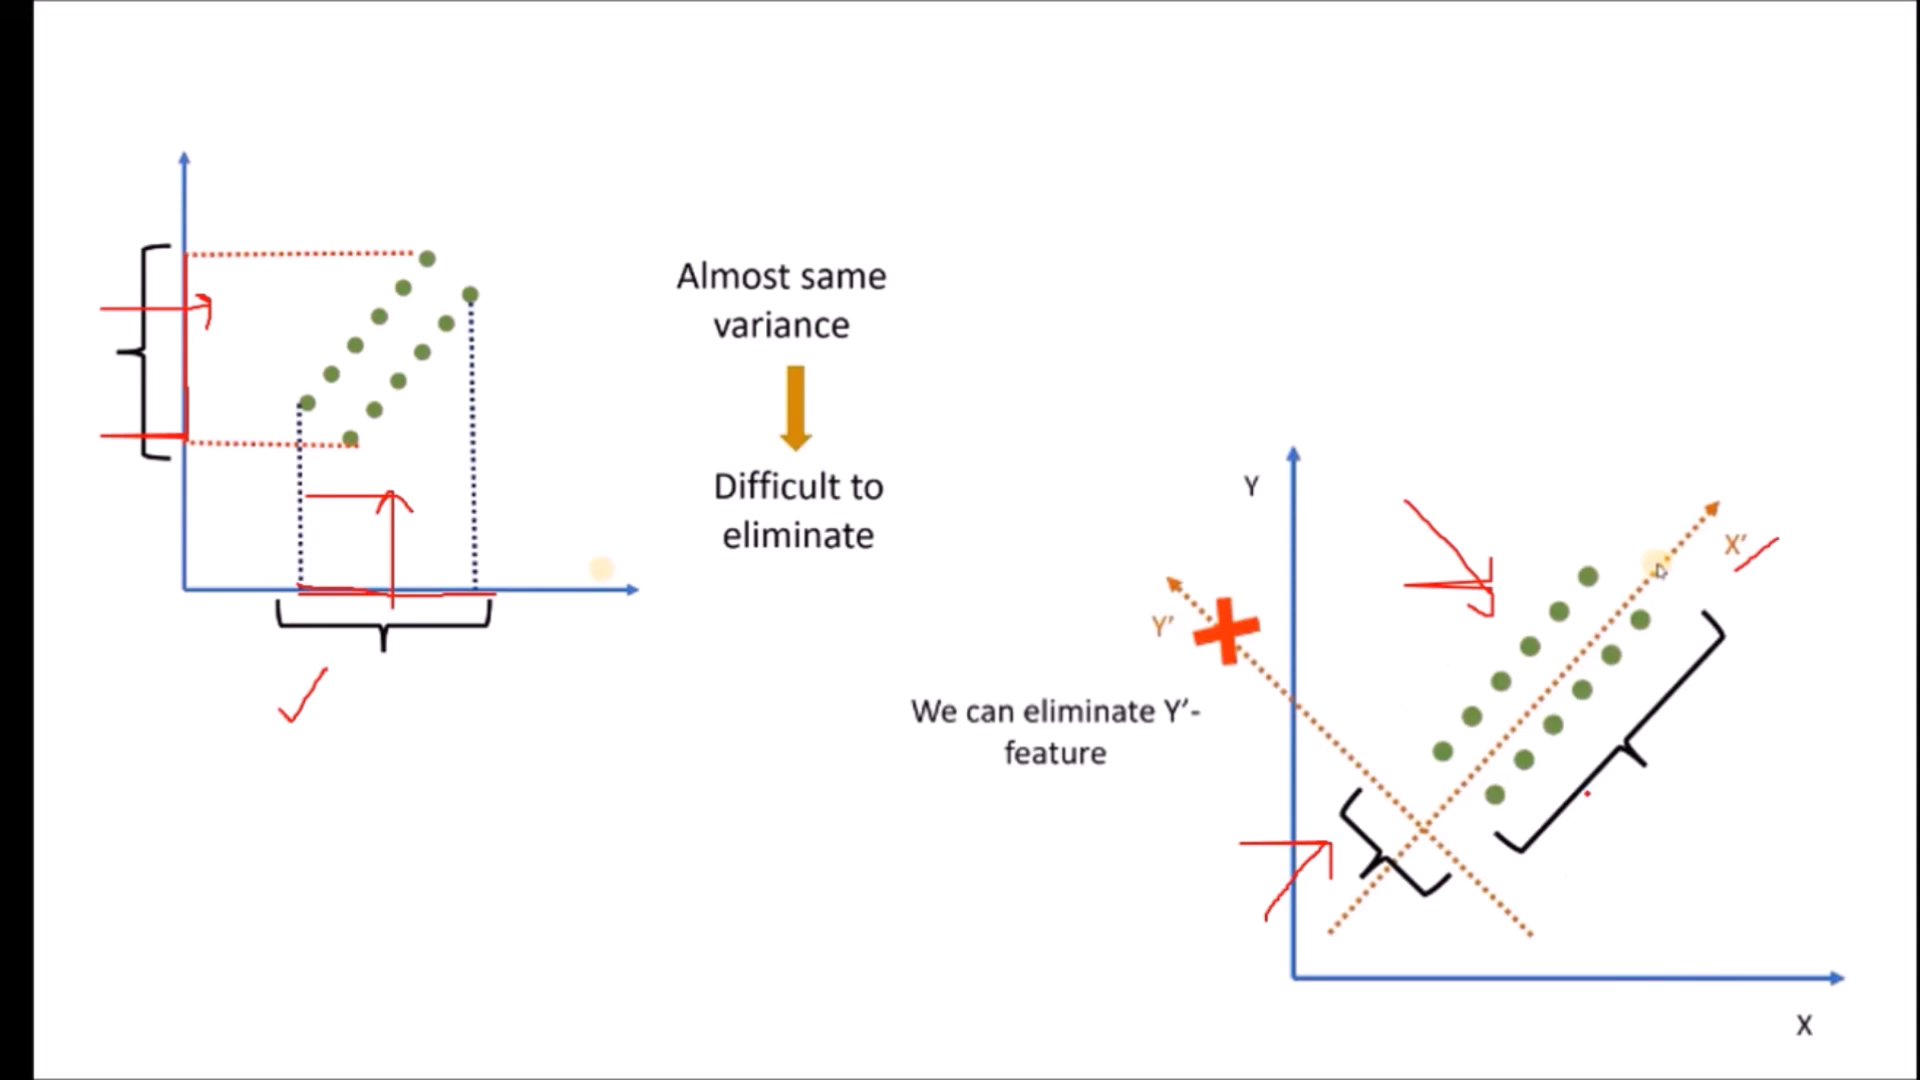 Almost same
variance
Difficult to
eliminate
Y
X'
Y'
We can eliminate Y'-
feature
X